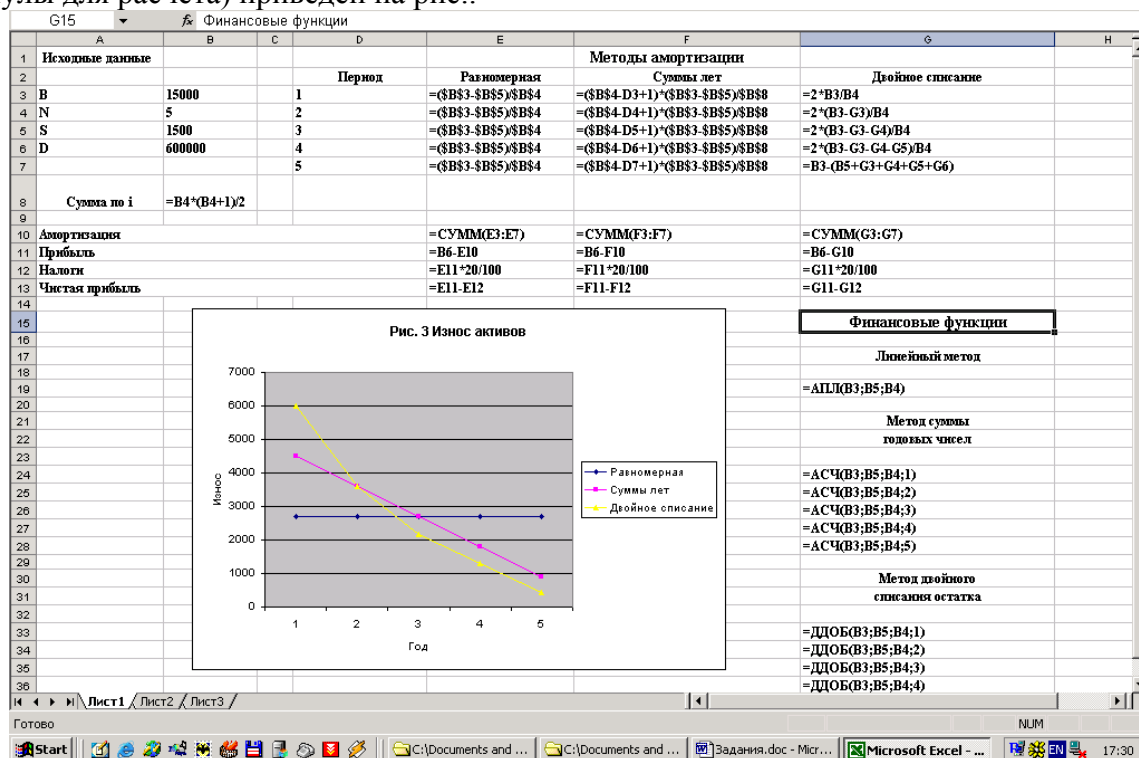 улы для расчета) приведен на рис..
G15 fx Финансовые функции
A B C D E F G H
1 Исходные данные Методы амортизации
2 Период Равномерная Суммы лет Двойное списание
3 B 15000 1 =($B$3-$B$5)/$B$4 =($B$4-D3+1)*($B$3-$B$5)/$B$8 =2*B3/B4
4 N 5 2 =($B$3-$B$5)/$B$4 =($B$4-D4+1)*($B$3-$B$5)/$B$8 =2*(B3-G3)/B4
5 S 1500 3 =($B$3-$B$5)/$B$4 =($B$4-D5+1)*($B$3-$B$5)/$B$8 =2*(B3-G3-G4)/B4
6 D 600000 4 =($B$3-$B$5)/$B$4 =($B$4-D6+1)*($B$3-$B$5)/$B$8 =2*(B3-G3-G4-G5)/B4
7 5 =($B$3-$B$5)/$B$4 =($B$4-D7+1)*($B$3-$B$5)/$B$8 =B3-(B5+G3+G4+G5+G6)
8 Сумма по i =B4*(B4+1)/2
9
10 Амортизация =СУММ(E3:E7) =СУММ(F3:F7) =СУММ(G3:G7)
11 Прибыль =B6-E10 =B6-F10 =B6-G10
12 Налоги =E11*20/100 =F11*20/100 =G11*20/100
13 Чистая прибыль =E11-E12 =F11-F12 =G11-G12
14
15 Финансовые функции
16
17 Линейный метод
18
19 =АПЛ(B3;B5;B4)
20
21 Метод суммы
22 годовых чисел
23
24 =АСЧ(B3;B5;B4;1)
25 =АСЧ(B3;B5;B4;2)
26 =АСЧ(B3;B5;B4;3)
27 =АСЧ(B3;B5;B4;4)
28 =АСЧ(B3;B5;B4;5)
29
30 Метод двойного
31 списания остатка
32
33 =ДДОБ(B3;B5;B4;1)
34 =ДДОБ(B3;B5;B4;2)
35 =ДДОБ(B3;B5;B4;3)
36 =ДДОБ(B3;B5;B4;4)
Рис. 3 Износ активов
7000
6000
5000
4000
3000
2000
1000
0
Износ
1 2 3 4 5
Год
Равномерная
Суммы лет
Двойное списание
Лист1 Лист2 Лист3
Готово NUM
Start C:\Documents and ... C:\Documents and ... Задания.doc - Micr... Microsoft Excel - ... EN 17:30